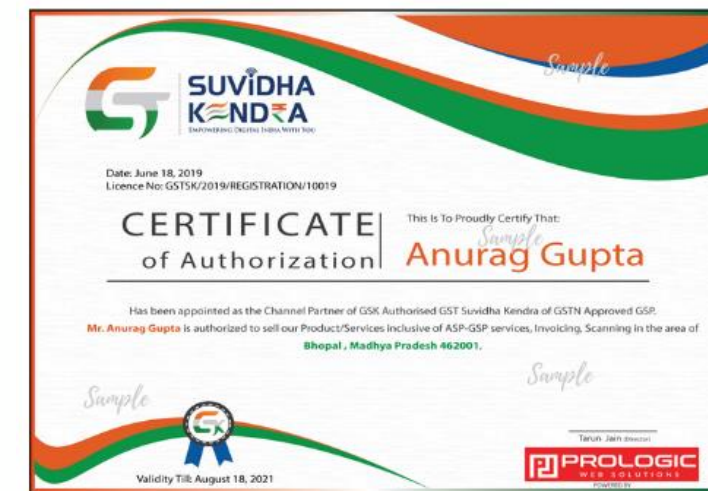 Sample
SUVIDHA
KENDRA
EMPOWERING DIGITAL INDIA WITH YOU
Date: June 18, 2019
Licence No: GSTSK/2019/REGISTRATION/10019
CERTIFICATE
of Authorization
This Is To Proudly Certify That:
Sample
Anurag Gupta
Has been appointed as the Channel Partner of GSK Authorised GST Suvidha Kendra of GSTN Approved GSP.
Mr. Anurag Gupta is authorized to sell our Product/Services inclusive of ASP-GSP services, Invoicing, Scanning in the area of
Bhopal , Madhya Pradesh 462001.
Sample
Sample
Tarun Jain (Director)
PROLOGIC
WEB SOLUTIONS
POWERED BY
Validity Till: August 18, 2021